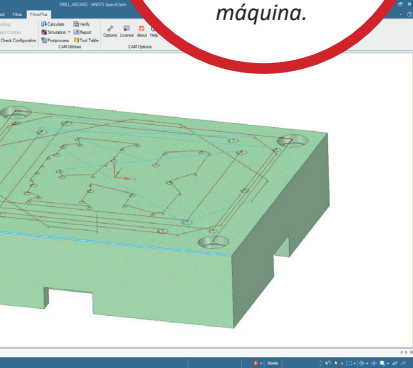 DRILL_WIZARD - ANSYS SpaceClaim
máquina.
Fikus FikusPlus
Calculate Verify
Simulation Report
Check Configuration Postprocess Tool Table
CAM Utilities
Options License About Help
CAM Options